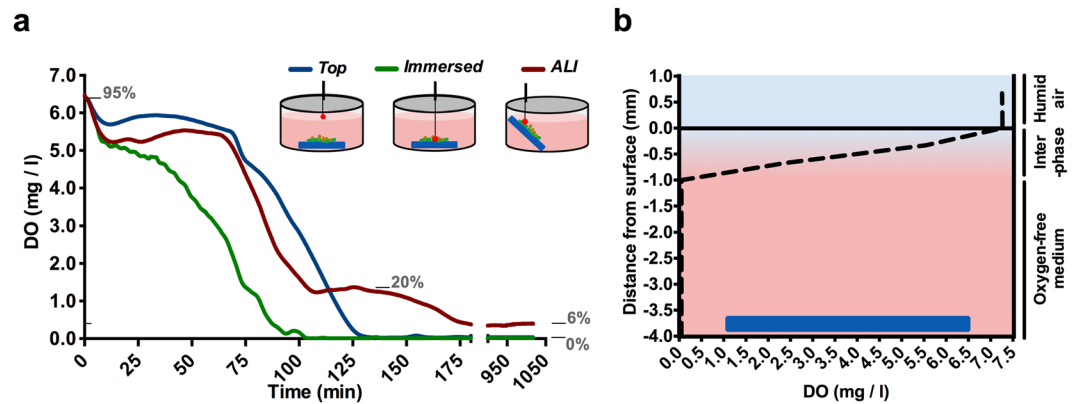 a
Top Immersed ALI
DO (mg / l)
7.0
6.0
5.0
4.0
3.0
2.0
1.0
0.0
95%
20%
6%
0%
0 25 50 75 100 125 150 175 950 1050
Time (min)
b
Distance from surface (mm)
1.0
0.5
0.0
-0.5
-1.0
-1.5
-2.0
-2.5
-3.0
-3.5
-4.0
0.0 0.5 1.0 1.5 2.0 2.5 3.0 3.5 4.0 4.5 5.0 5.5 6.0 6.5 7.0 7.5
DO (mg / l)
Humid
air
Inter
-phase
Oxygen-free
medium